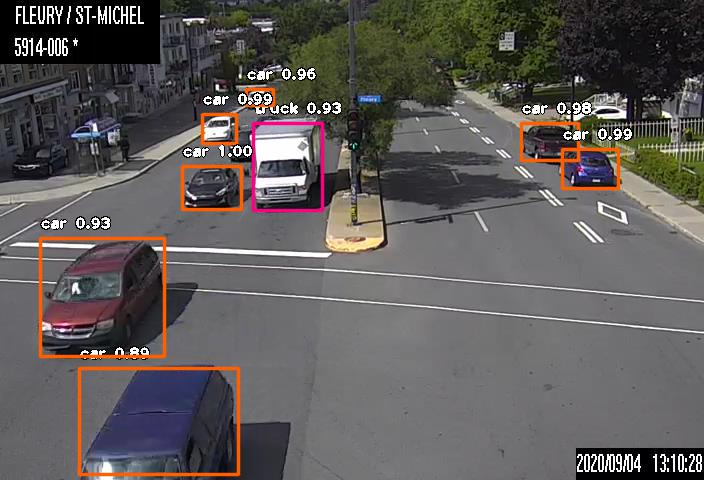 FLEURY / ST-MICHEL
5914-006 *
car 0.96
car 0.99
truck 0.93
car 0.98
car 0.99
car 1.00
Fleury
car 0.93
car 0.89
2020/09/04 13:10:28